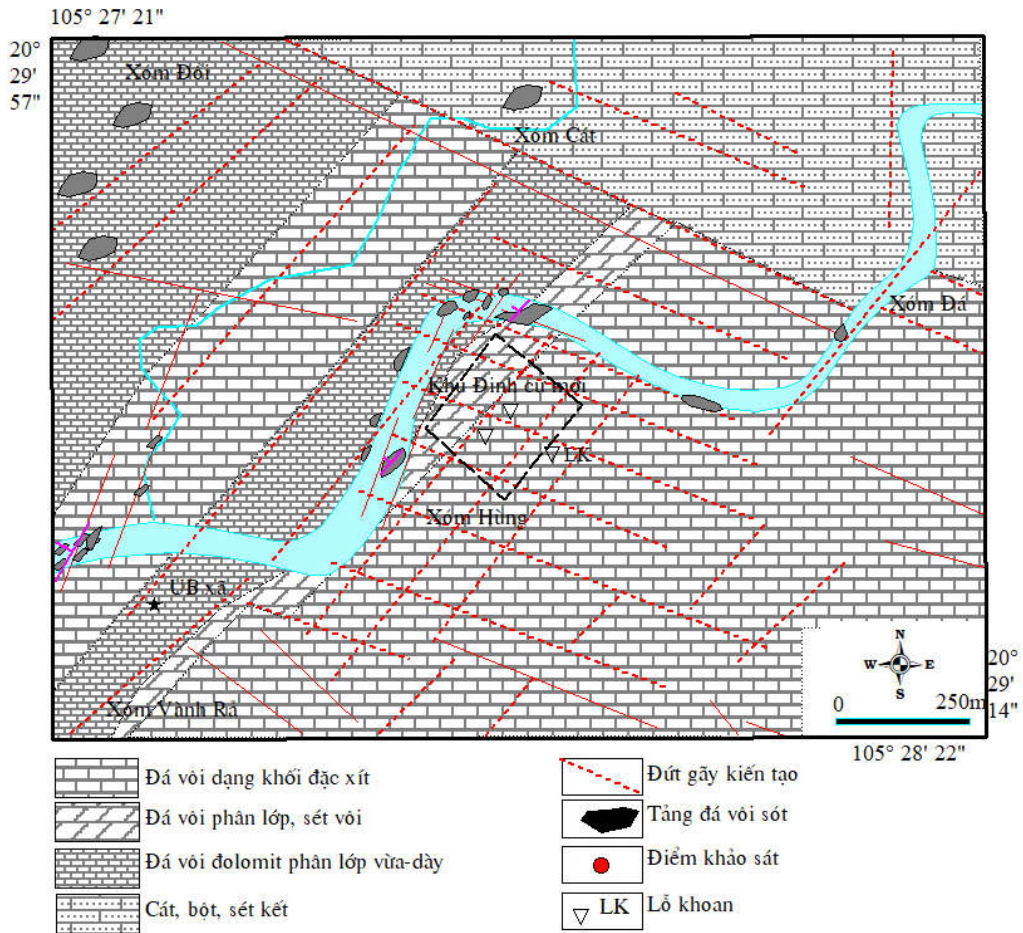 105° 27' 21"
20°
29'
57"
Xóm Đồi
Xóm Cát
Xóm Đá
Khu Định cư mới
LK
Xóm Hùng
UB xã
Xóm Vành Rả
N
W E
S
0 250m
20°
29'
14"
105° 28' 22"
Đá vôi dạng khối đặc xít
Đứt gãy kiến tạo
Đá vôi phân lớp, sét vôi
Tảng đá vôi sót
Đá vôi đolomit phân lớp vừa-dày
Điểm khảo sát
Cát, bột, sét kết
LK Lỗ khoan